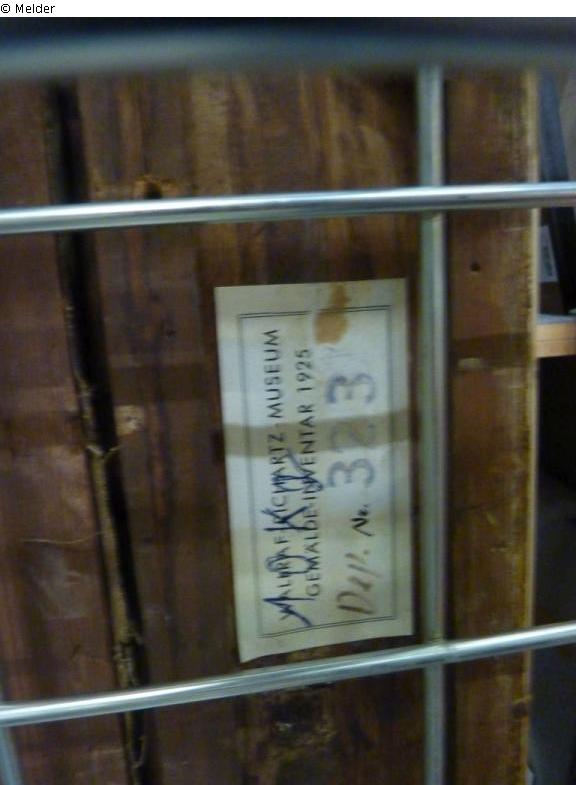 © Melder
WALLRAF-RICHARTZ-MUSEUM
GEMÄLDE-INVENTAR 1925
Dep. No. 323